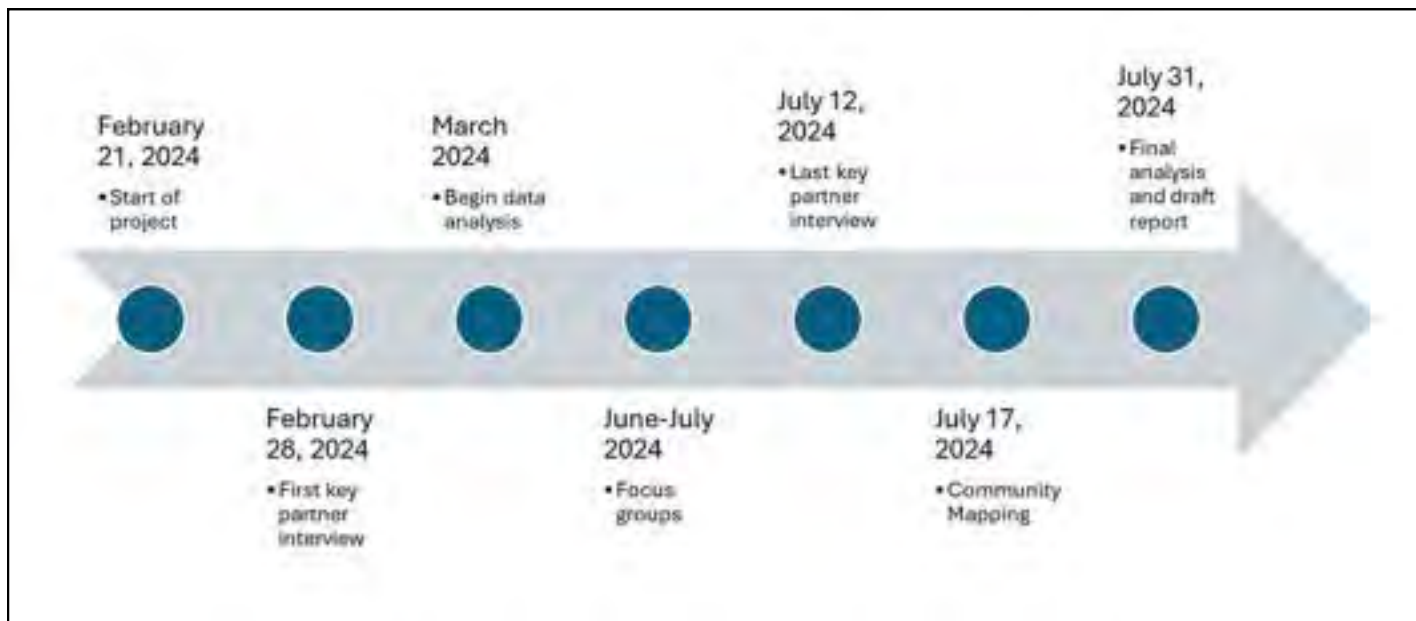 February
21, 2024
• Start of
project
February
28, 2024
• First key
partner
interview
March
2024
• Begin data
analysis
June-July
2024
• Focus
groups
July 12,
2024
• Last key
partner
interview
July 17,
2024
• Community
Mapping
July 31,
2024
• Final
analysis
and draft
report